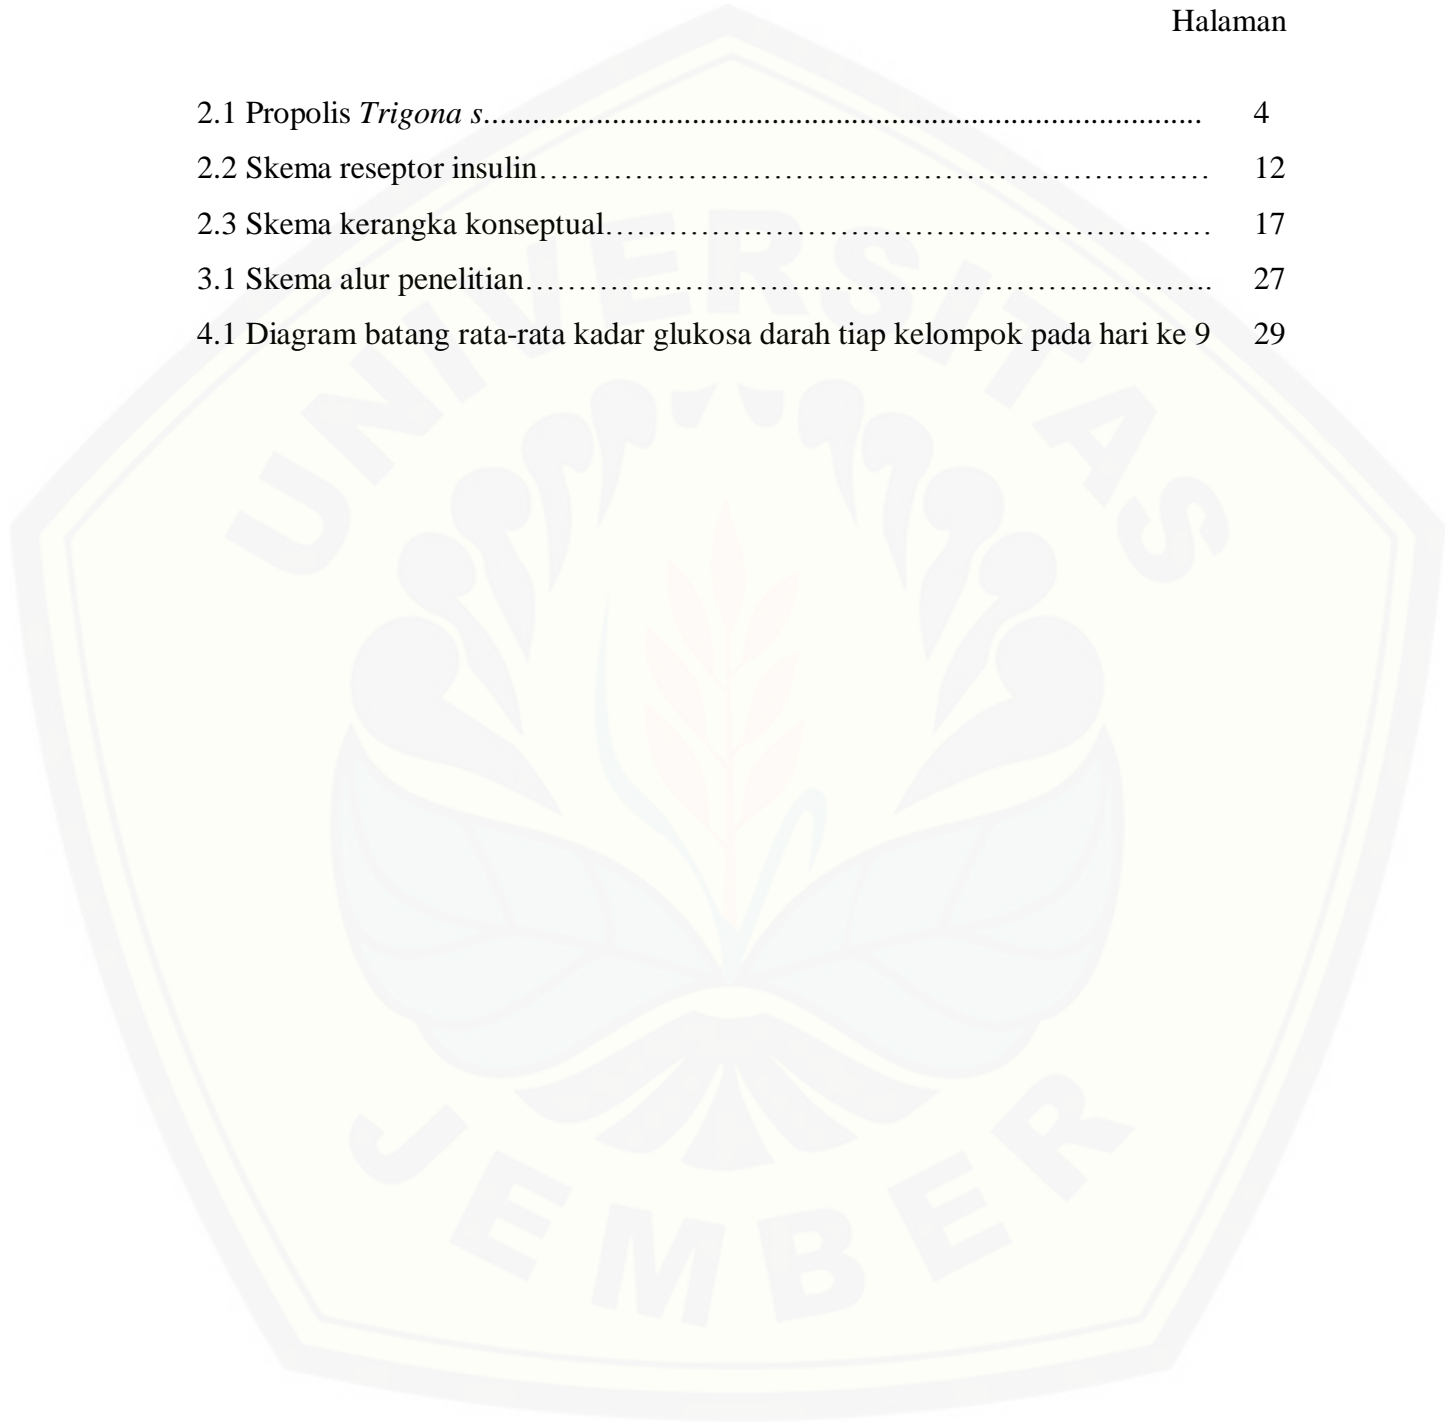 Halaman
2.1 Propolis Trigona s........................................................................................ 4
2.2 Skema reseptor insulin…………………………………………………………… 12
2.3 Skema kerangka konseptual……………………………………………………… 17
3.1 Skema alur penelitian…………………………………………………………….. 27
4.1 Diagram batang rata-rata kadar glukosa darah tiap kelompok pada hari ke 9 29
UNIVERSITAS
JEMBER